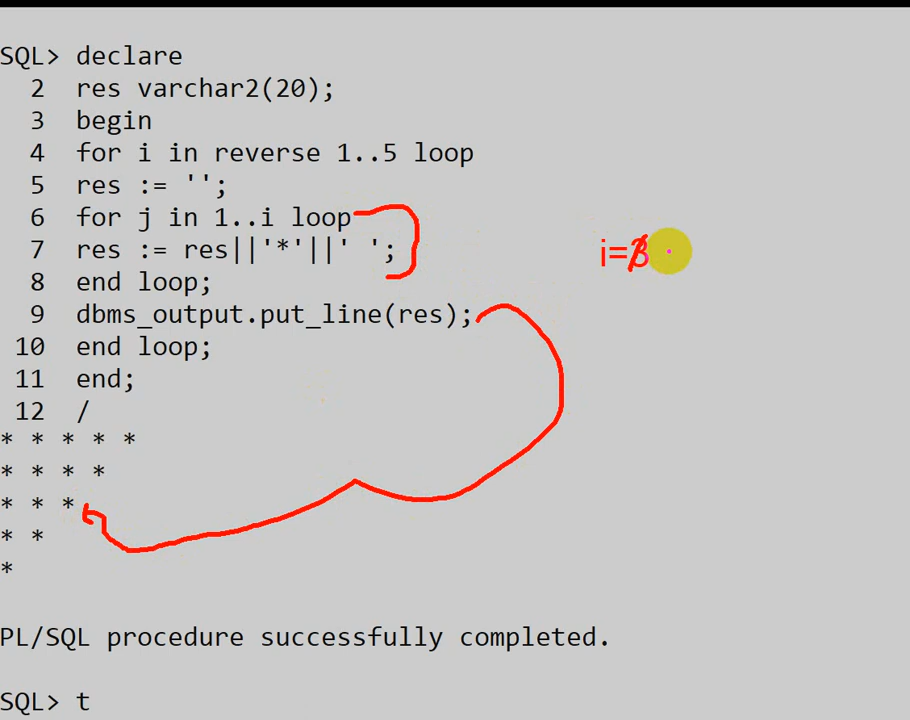 SQL> declare
2 res varchar2(20);
3 begin
4 for i in reverse 1..5 loop
5 res := '';
6 for j in 1..i loop
7 res := res||'*'||' ';
i=3
8 end loop;
9 dbms_output.put_line(res);
10 end loop;
11 end;
12 /
* * * * *
* * * *
* * *
* *
*
PL/SQL procedure successfully completed.
SQL> t